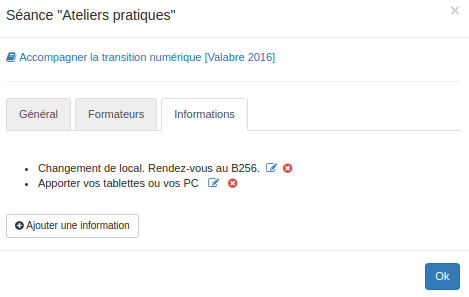 Séance "Ateliers pratiques"
Accompagner la transition numérique [Valabre 2016]
Général
Formateurs
Informations
Changement de local. Rendez-vous au B256.
Apporter vos tablettes ou vos PC
Ajouter une information
Ok